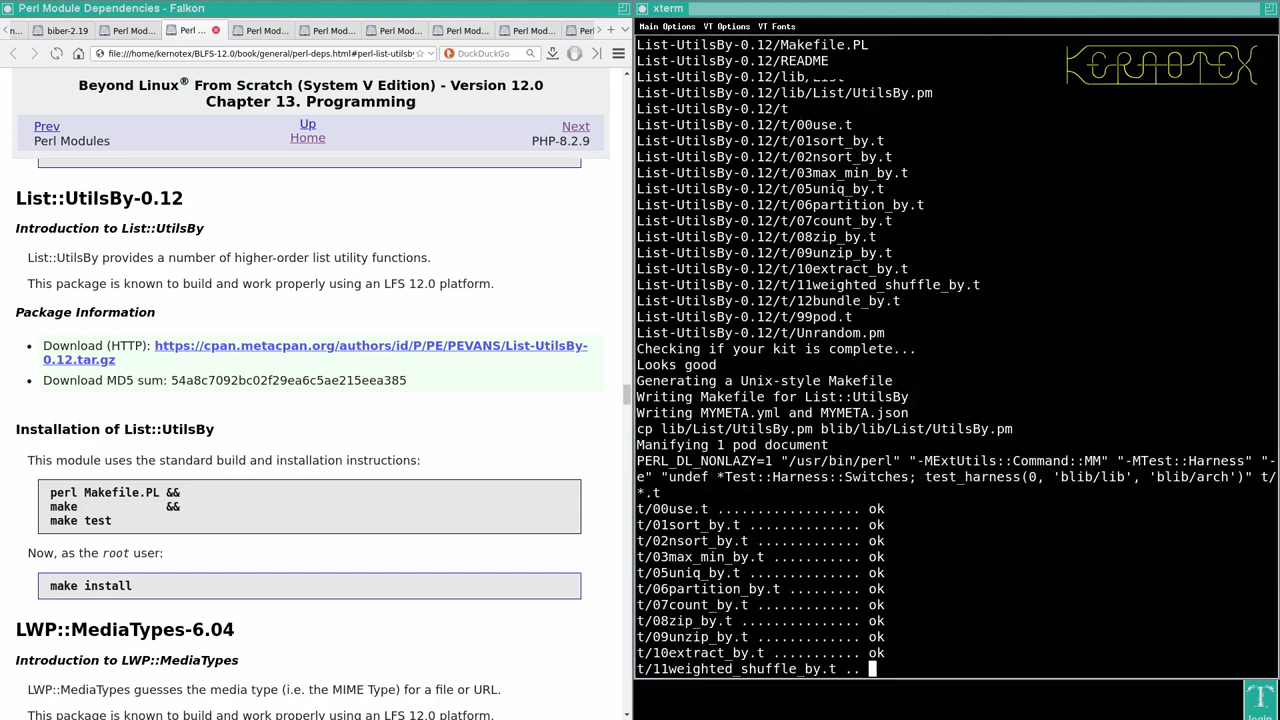 Perl Module Dependencies - Falkon
n...
biber-2.19
Perl Mod...
Perl ...
Perl Mod...
Perl Mod...
Perl Mod...
Perl Mod...
Perl Mod...
Per
file:///home/kernotex/BLFS-12.0/book/general/perl-deps.html#perl-list-utilsby
DuckDuckGo
Beyond Linux® From Scratch (System V Edition) - Version 12.0
Chapter 13. Programming
Prev
Up
Next
Perl Modules
Home
PHP-8.2.9
List::UtilsBy-0.12
Introduction to List::UtilsBy
List::UtilsBy provides a number of higher-order list utility functions.
This package is known to build and work properly using an LFS 12.0 platform.
Package Information
Download (HTTP): https://cpan.metacpan.org/authors/id/P/PE/PEVANS/List-UtilsBy-
0.12.tar.gz
Download MD5 sum: 54a8c7092bc02f29ea6c5ae215eea385
Installation of List::UtilsBy
This module uses the standard build and installation instructions:
perl Makefile.PL &&
make             &&
make test
Now, as the root user:
make install
LWP::MediaTypes-6.04
Introduction to LWP::MediaTypes
LWP::MediaTypes guesses the media type (i.e. the MIME Type) for a file or URL.
This package is known to build and work properly using an LFS 12.0 platform.
xterm
Main Options  VT Options  VT Fonts
KERNOTEX
List-UtilsBy-0.12/Makefile.PL
List-UtilsBy-0.12/README
List-UtilsBy-0.12/lib/List
List-UtilsBy-0.12/lib/List/UtilsBy.pm
List-UtilsBy-0.12/t
List-UtilsBy-0.12/t/00use.t
List-UtilsBy-0.12/t/01sort_by.t
List-UtilsBy-0.12/t/02nsort_by.t
List-UtilsBy-0.12/t/03max_min_by.t
List-UtilsBy-0.12/t/05uniq_by.t
List-UtilsBy-0.12/t/06partition_by.t
List-UtilsBy-0.12/t/07count_by.t
List-UtilsBy-0.12/t/08zip_by.t
List-UtilsBy-0.12/t/09unzip_by.t
List-UtilsBy-0.12/t/10extract_by.t
List-UtilsBy-0.12/t/11weighted_shuffle_by.t
List-UtilsBy-0.12/t/12bundle_by.t
List-UtilsBy-0.12/t/99pod.t
List-UtilsBy-0.12/t/Unrandom.pm
Checking if your kit is complete...
Looks good
Generating a Unix-style Makefile
Writing Makefile for List::UtilsBy
Writing MYMETA.yml and MYMETA.json
cp lib/List/UtilsBy.pm blib/lib/List/UtilsBy.pm
Manifying 1 pod document
PERL_DL_NONLAZY=1 "/usr/bin/perl" "-MExtUtils::Command::MM" "-MTest::Harness" "-
e" "undef *Test::Harness::Switches; test_harness(0, 'blib/lib', 'blib/arch')" t/
*.t
t/00use.t .................. ok
t/01sort_by.t .............. ok
t/02nsort_by.t ............. ok
t/03max_min_by.t ........... ok
t/05uniq_by.t .............. ok
t/06partition_by.t ......... ok
t/07count_by.t ............. ok
t/08zip_by.t ............... ok
t/09unzip_by.t ............. ok
t/10extract_by.t ........... ok
t/11weighted_shuffle_by.t ..
login